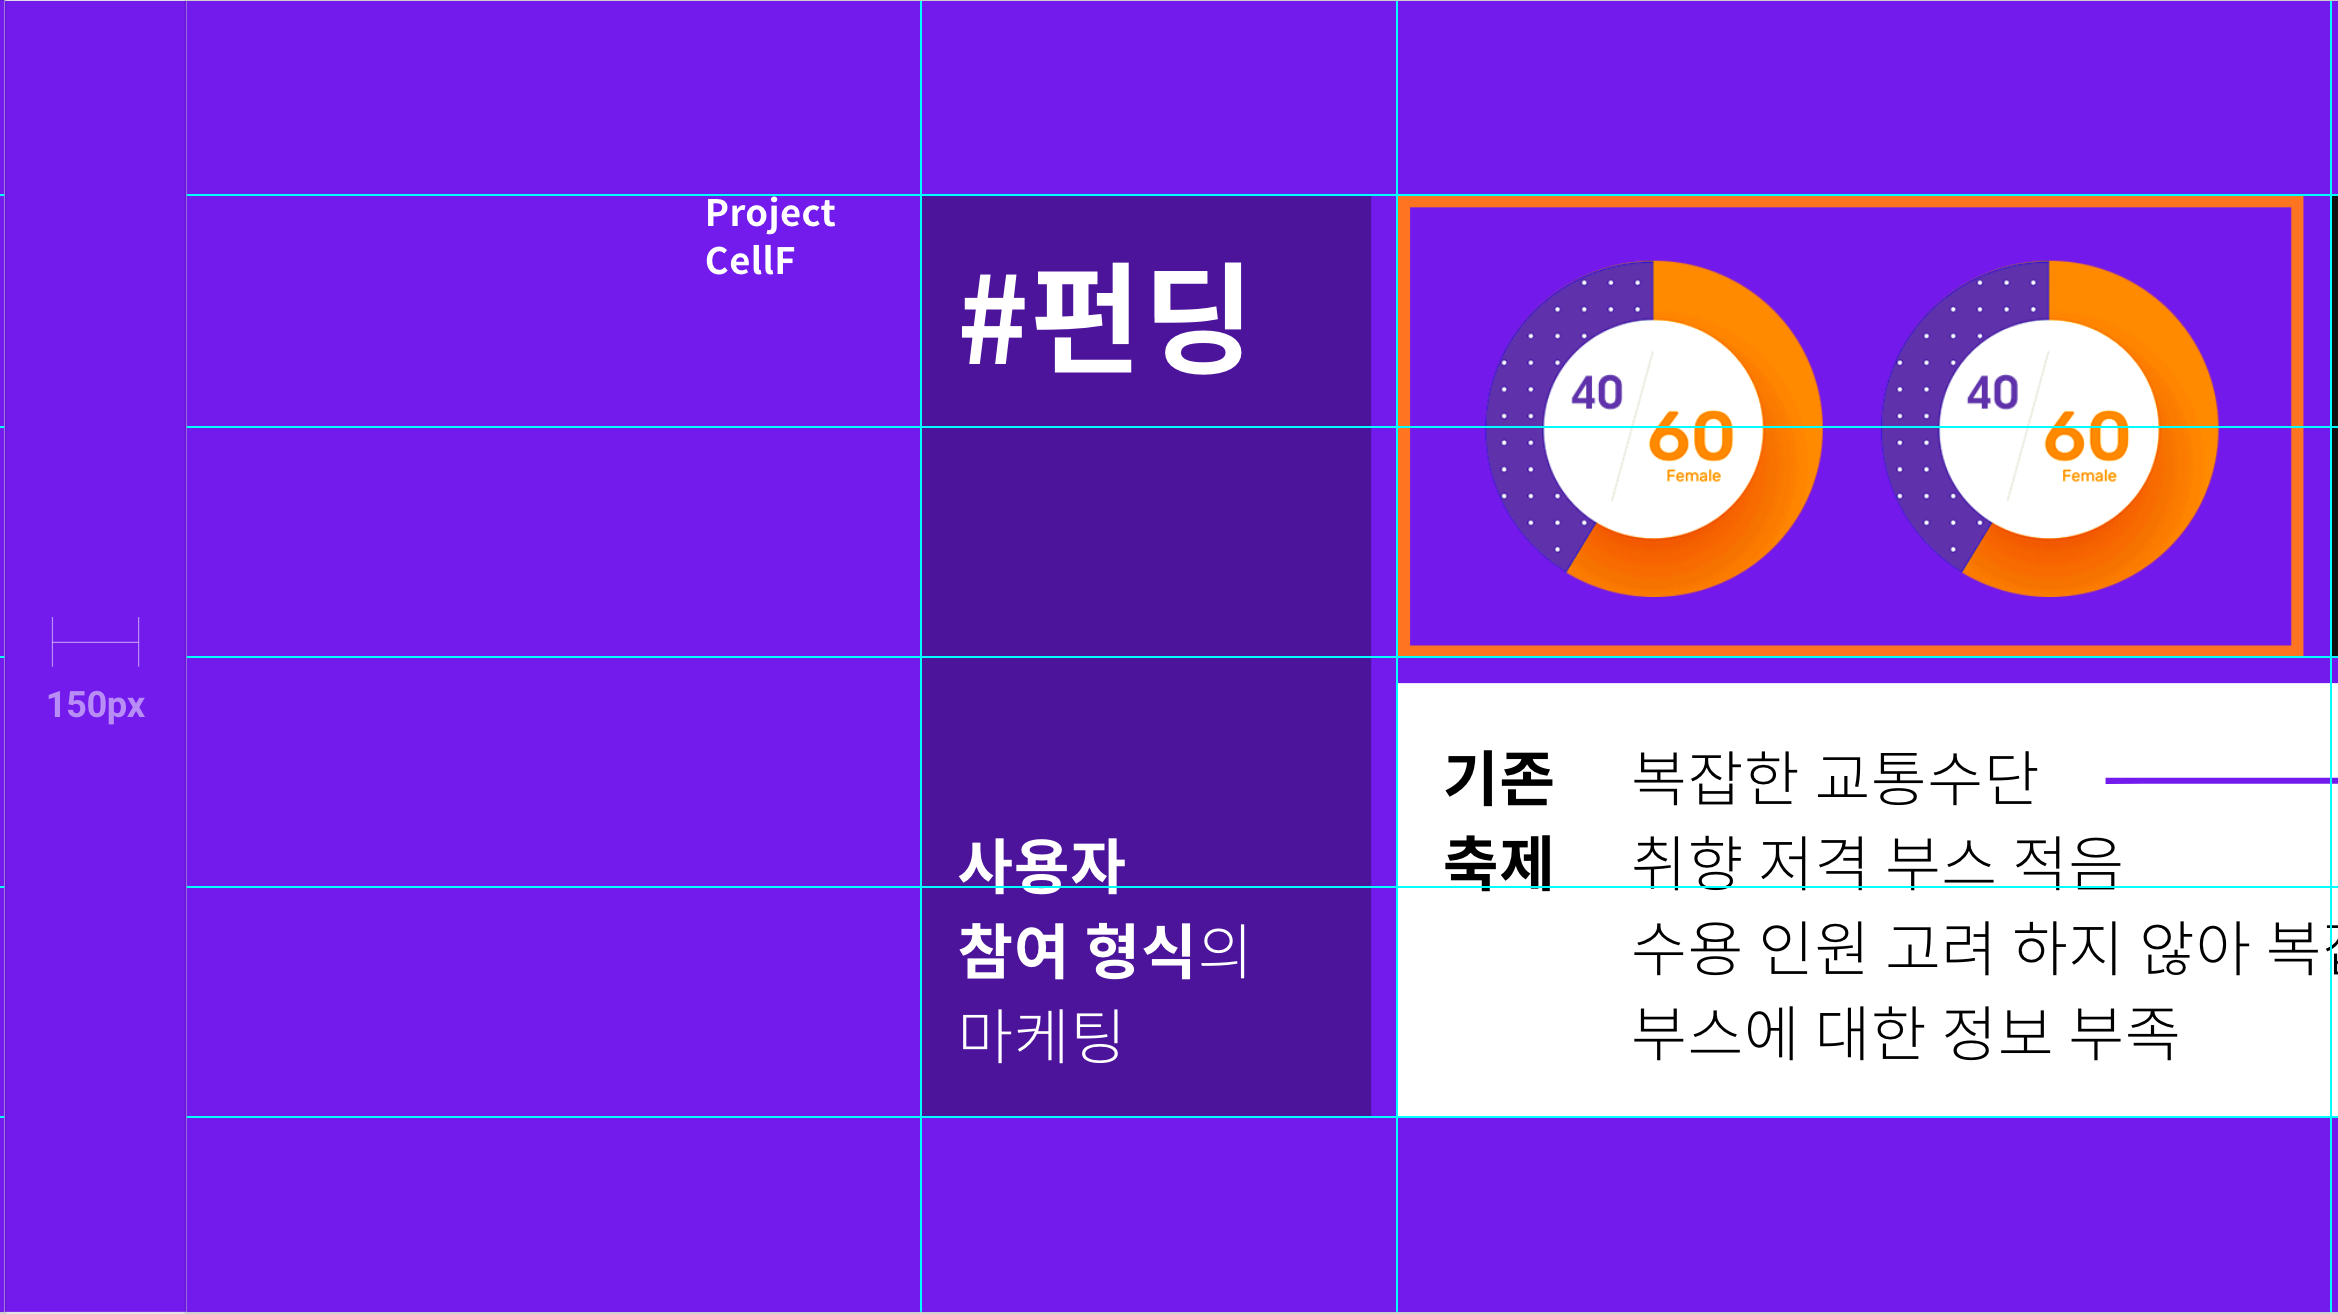 Project
CellF
#펀딩
사용자
참여 형식의
마케팅
150px
40
60
Female
40
60
Female
기존 복잡한 교통수단
축제 취향 저격 부스 적음
수용 인원 고려 하지 않아 복
부스에 대한 정보 부족